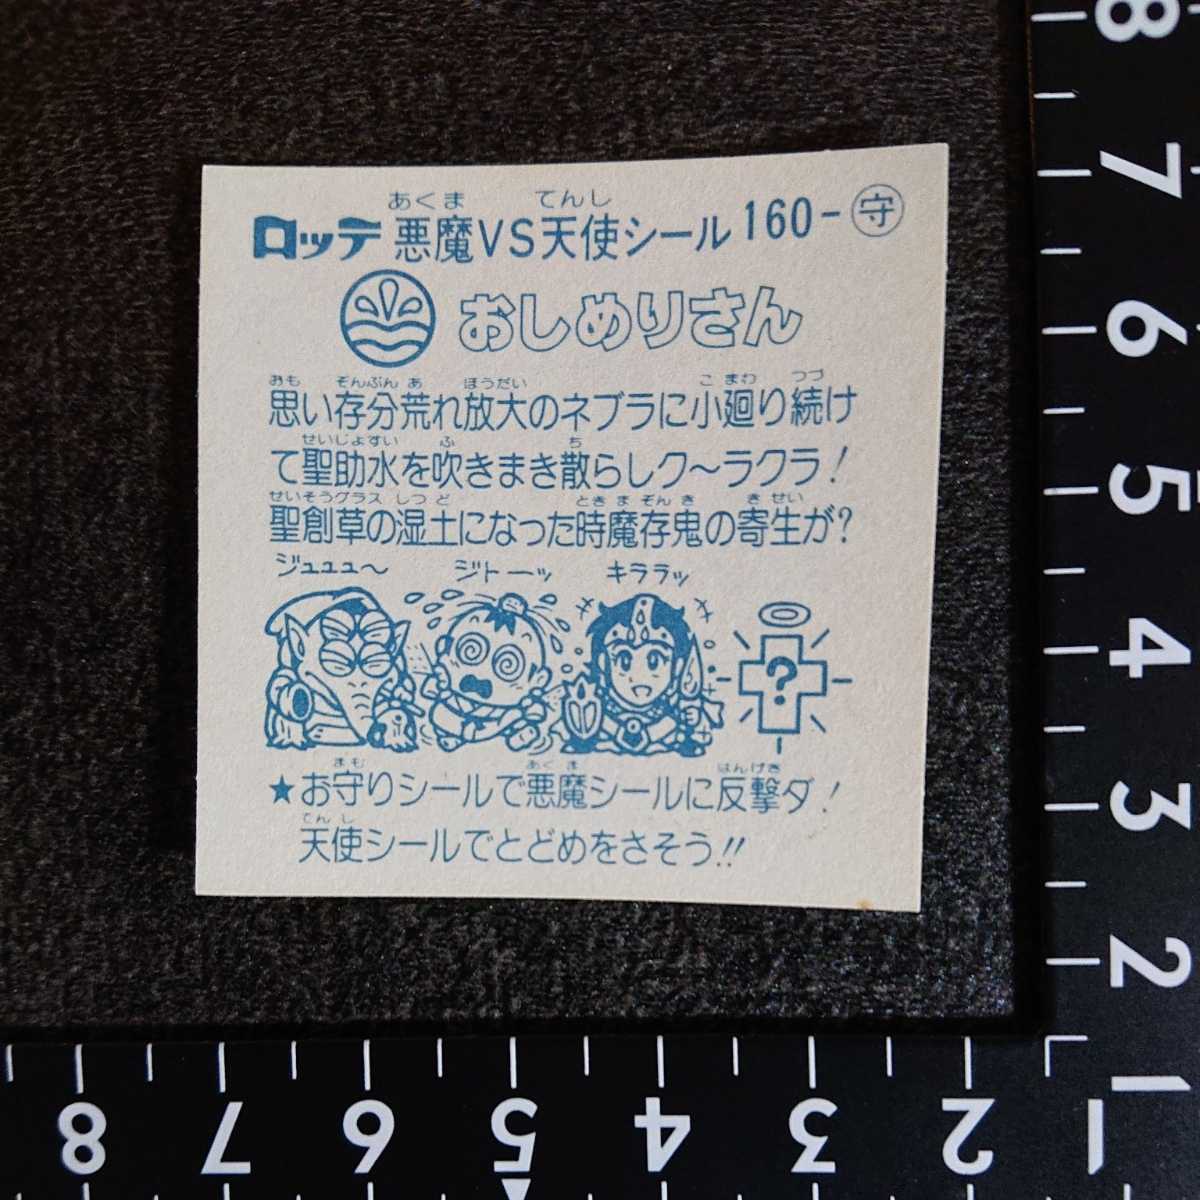 ロッテ 悪魔VS天使シール 160-守
あくま てんし
おしめりさん
おも ぞんぶん あ ほうだい こ まわ つづ
思い存分荒れ放大のネブラに小廻り続け
せいじょすい ふ ち
て聖助水を吹きまき散らしク〜ラクラ!
せいそうグラス しつ ど ときまぞんき きせい
聖創草の湿土になった時魔存鬼の寄生が?
ジュュュ〜 ジトーッ キララッ
?
まも あくま はんげき
★お守りシールで悪魔シールに反撃ダ!
てんし
天使シールでとどめをさそう!!
8
7
6
5
4
3
2
1
8 7 6 5 4 3 2 1